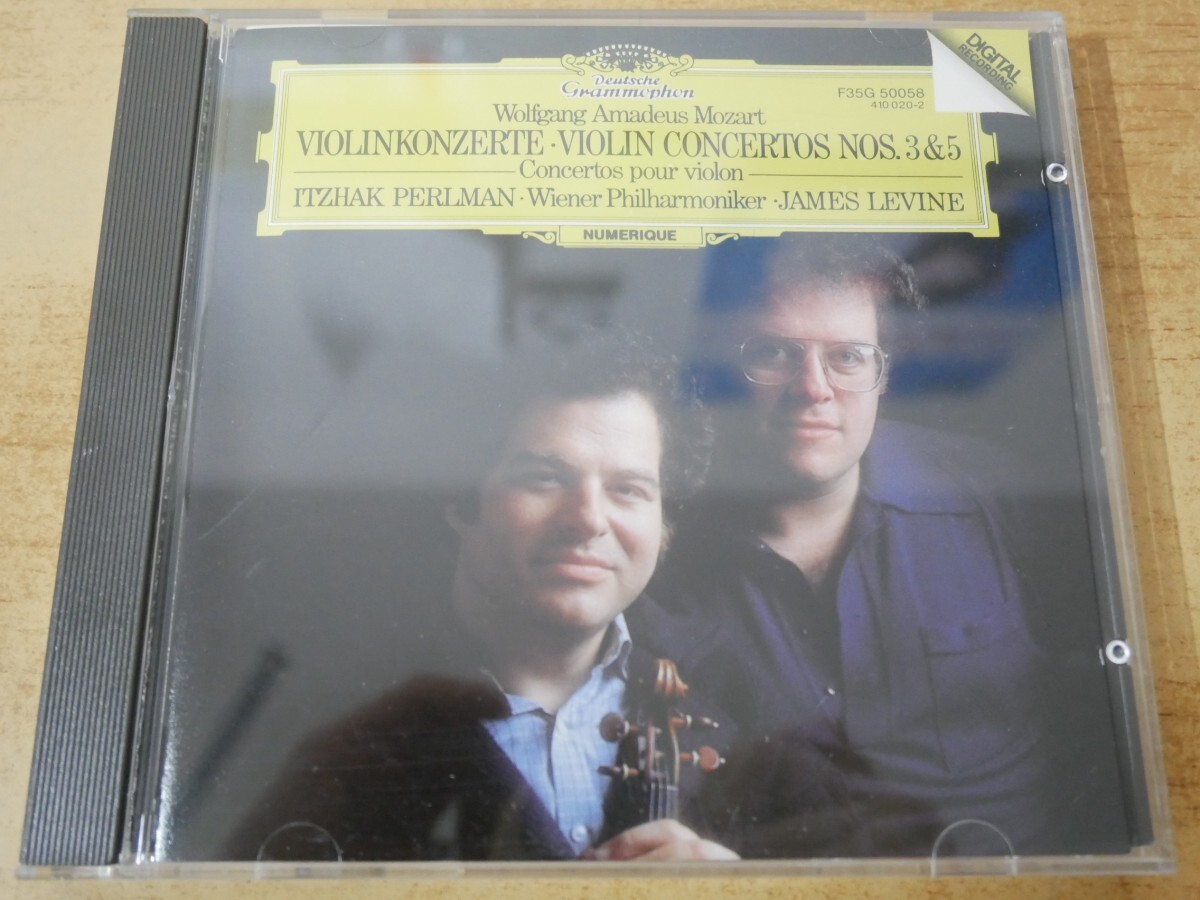 DIGITAL
RECORDING
Deutsche
Grammophon
F35G 50058
410 020-2
Wolfgang Amadeus Mozart
VIOLINKONZERTE · VIOLIN CONCERTOS NOS. 3 & 5
Concertos pour violon
ITZHAK PERLMAN · Wiener Philharmoniker · JAMES LEVINE
NUMERIQUE